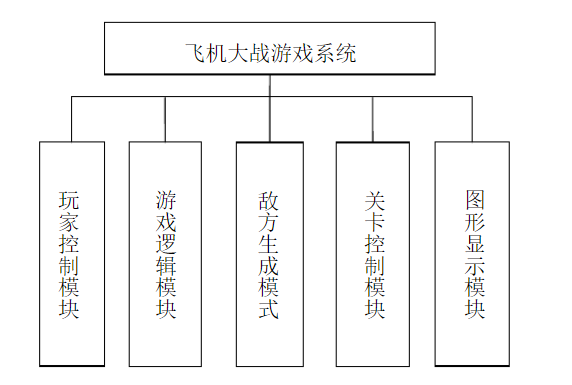 飞机大战游戏系统
玩家控制模块
游戏逻辑模块
敌方生成模式
关卡控制模块
图形显示模块